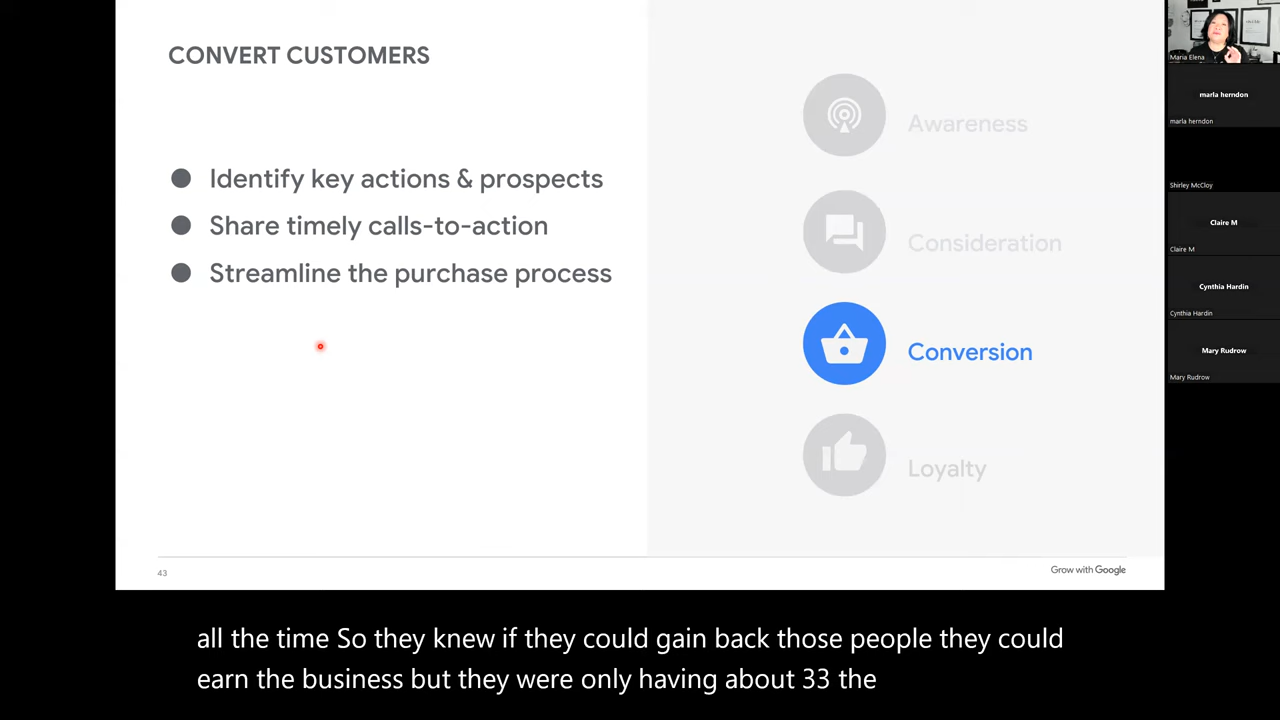 CONVERT CUSTOMERS
Identify key actions & prospects
Share timely calls-to-action
Streamline the purchase process
Awareness
Consideration
Conversion
Loyalty
43
Grow with Google
Maria Elena
marla herndon
marla herndon
Shirley McCloy
Claire M
Claire M
Cynthia Hardin
Cynthia Hardin
Mary Rudrow
Mary Rudrow
all the time So they knew if they could gain back those people they could
earn the business but they were only having about 33 the